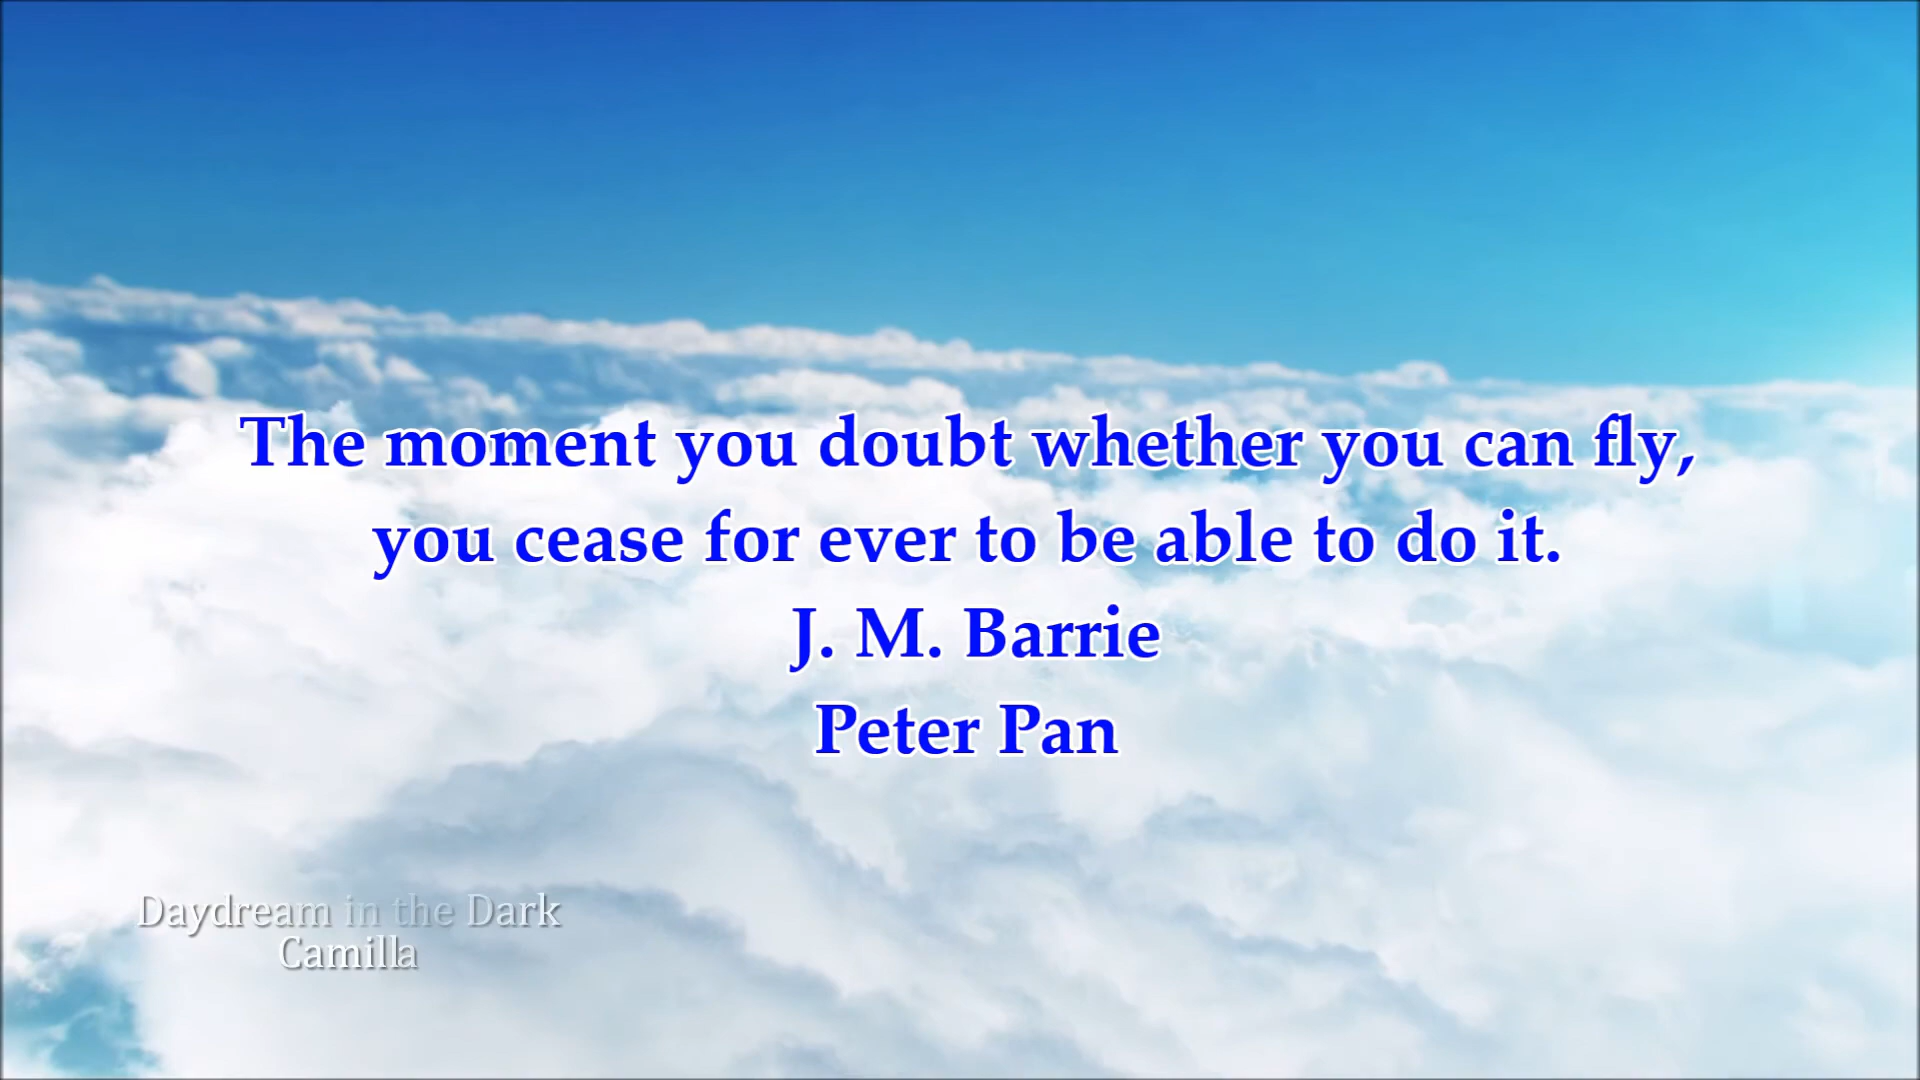 The moment you doubt whether you can fly,
you cease for ever to be able to do it.
J. M. Barrie
Peter Pan
Daydream in the Dark
Camilla